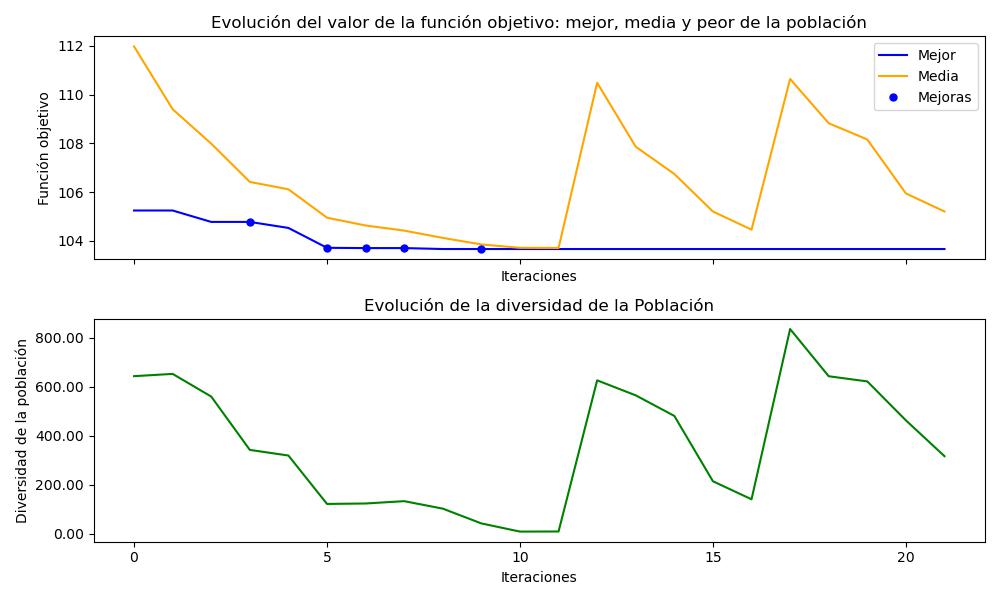 Evolución del valor de la función objetivo: mejor, media y peor de la población
112
110
108
106
104
Función objetivo
Mejor
Media
Mejoras
Iteraciones
Evolución de la diversidad de la Población
800.00
600.00
400.00
200.00
0.00
Diversidad de la población
0 5 10 15 20
Iteraciones